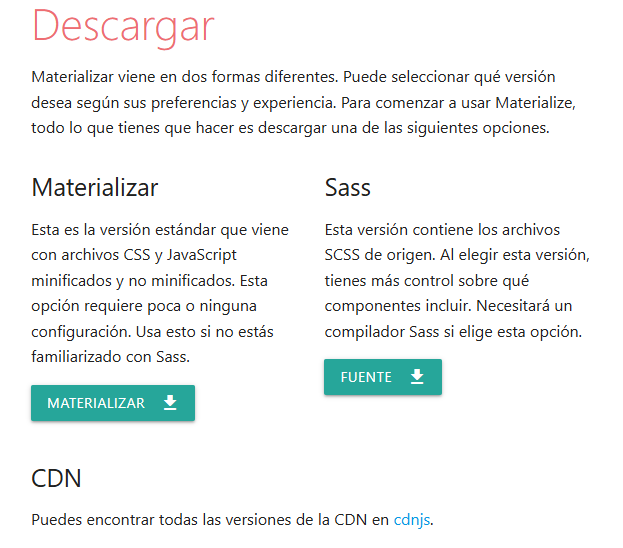 Descargar
Materializar viene en dos formas diferentes. Puede seleccionar qué versión
desea según sus preferencias y experiencia. Para comenzar a usar Materialize,
todo lo que tienes que hacer es descargar una de las siguientes opciones.
Materializar
Esta es la versión estándar que viene
con archivos CSS y JavaScript
minificados y no minificados. Esta
opción requiere poca o ninguna
configuración. Usa esto si no estás
familiarizado con Sass.
MATERIALIZAR
Sass
Esta versión contiene los archivos
SCSS de origen. Al elegir esta versión,
tienes más control sobre qué
componentes incluir. Necesitará un
compilador Sass si elige esta opción.
FUENTE
CDN
Puedes encontrar todas las versiones de la CDN en cdnjs.